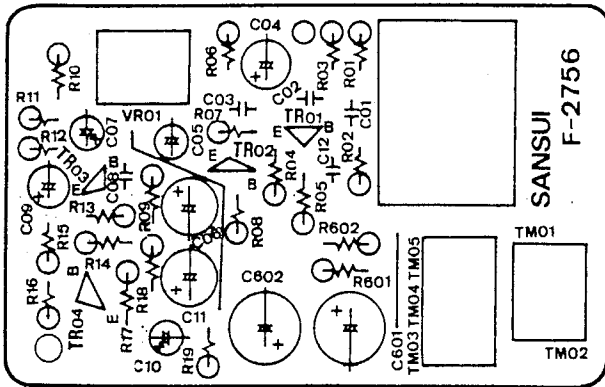 C04
R06
R03
R01
R10
C02
C03
C01
R11
VR01
R07
TR01
E
B
R12
C07
C05
R02
TR03
B
E
TR02
B
R04
C12
C08
E
R05
C09
R13
R09
R08
R15
R602
R14
R601
B
R16
R18
C602
C11
TR04
E
R17
C10
R19
C601
TM03 TM04 TM05
TM01
TM02
SANSUI
F-2756